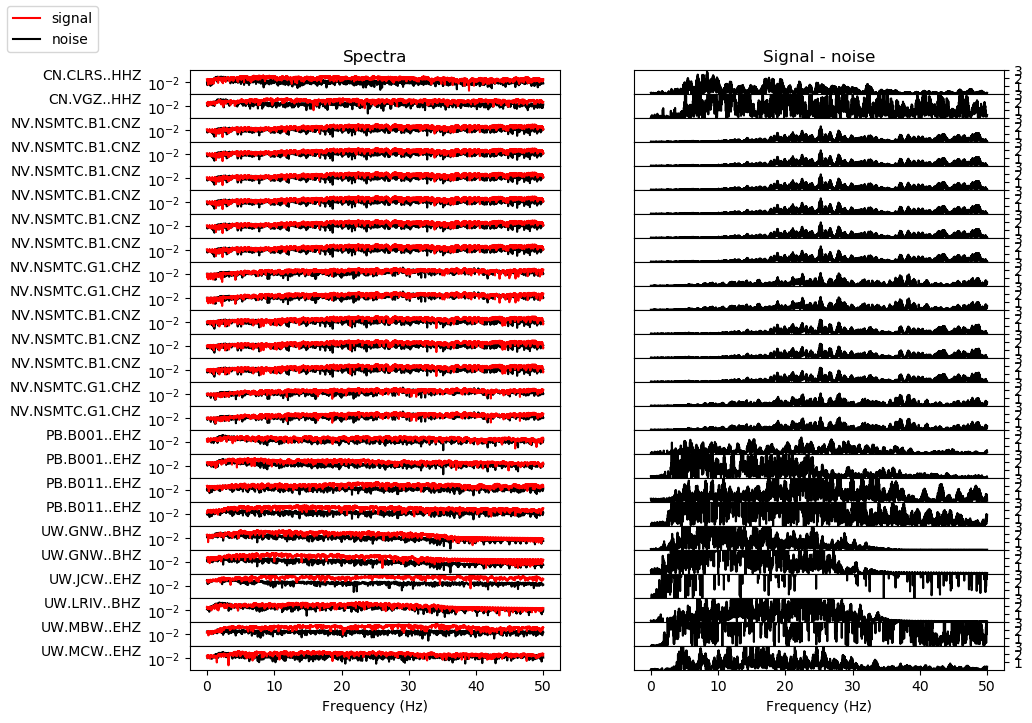 signal
noise
Spectra
Signal - noise
CN.CLRS..HHZ
CN.VGZ..HHZ
NV.NSMTC.B1.CNZ
NV.NSMTC.B1.CNZ
NV.NSMTC.B1.CNZ
NV.NSMTC.B1.CNZ
NV.NSMTC.B1.CNZ
NV.NSMTC.B1.CNZ
NV.NSMTC.G1.CHZ
NV.NSMTC.G1.CHZ
NV.NSMTC.B1.CNZ
NV.NSMTC.B1.CNZ
NV.NSMTC.B1.CNZ
NV.NSMTC.G1.CHZ
NV.NSMTC.G1.CHZ
PB.B001..EHZ
PB.B001..EHZ
PB.B011..EHZ
PB.B011..EHZ
UW.GNW..BHZ
UW.GNW..BHZ
UW.JCW..EHZ
UW.LRIV..BHZ
UW.MBW..EHZ
UW.MCW..EHZ
10⁻²
0 10 20 30 40 50
0 10 20 30 40 50
Frequency (Hz)
Frequency (Hz)